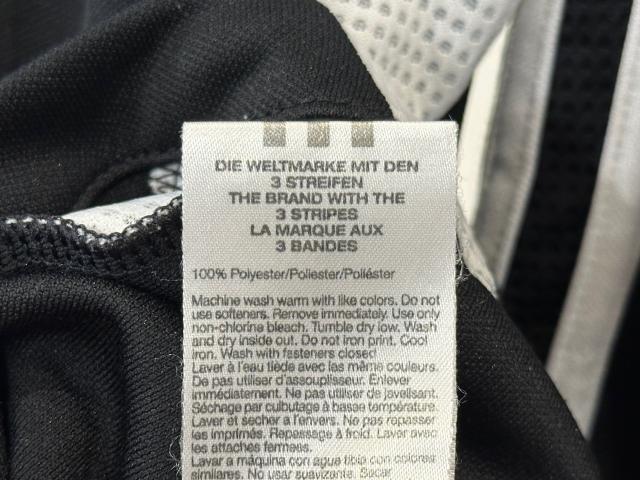 DIE WELTMARKE MIT DEN
3 STREIFEN
THE BRAND WITH THE
3 STRIPES
LA MARQUE AUX
3 BANDES
100% Polyester/Poliester/Poliéster
Machine wash warm with like colors. Do not
use softeners. Remove immediately. Use only
non-chlorine bleach. Tumble dry low. Wash
and dry inside out. Do not iron print. Cool
iron. Wash with fasteners closed
Laver à l'eau tiède avec les même couleurs.
De pas utiliser d'assouplisseur. Enlever
immédiatement. Ne pas utiliser de javelisant.
Séchage par culbutage à basse température.
Laver et secher a l'envers. Ne pas repasser
les imprimés. Repassage à froid. Laver avec
les attaches fermees.
Lavar a máquina con agua tibia con colores
similares. No usar suavizante. Secar